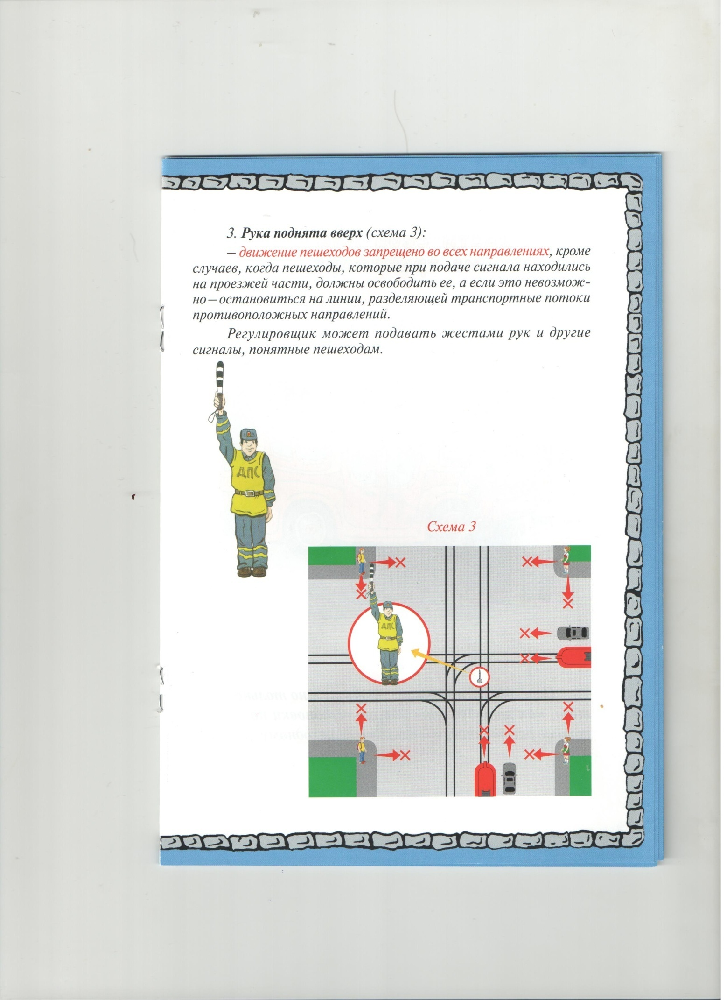 3. Рука поднята вверх (схема 3):
– движение пешеходов запрещено во всех направлениях, кроме
случаев, когда пешеходы, которые при подаче сигнала находились
на проезжей части, должны освободить ее, а если это невозмож-
но – остановиться на линии, разделяющей транспортные потоки
противоположных направлений.
Регулировщик может подавать жестами рук и другие
сигналы, понятные пешеходам.
ДПС
Схема 3
ДПС